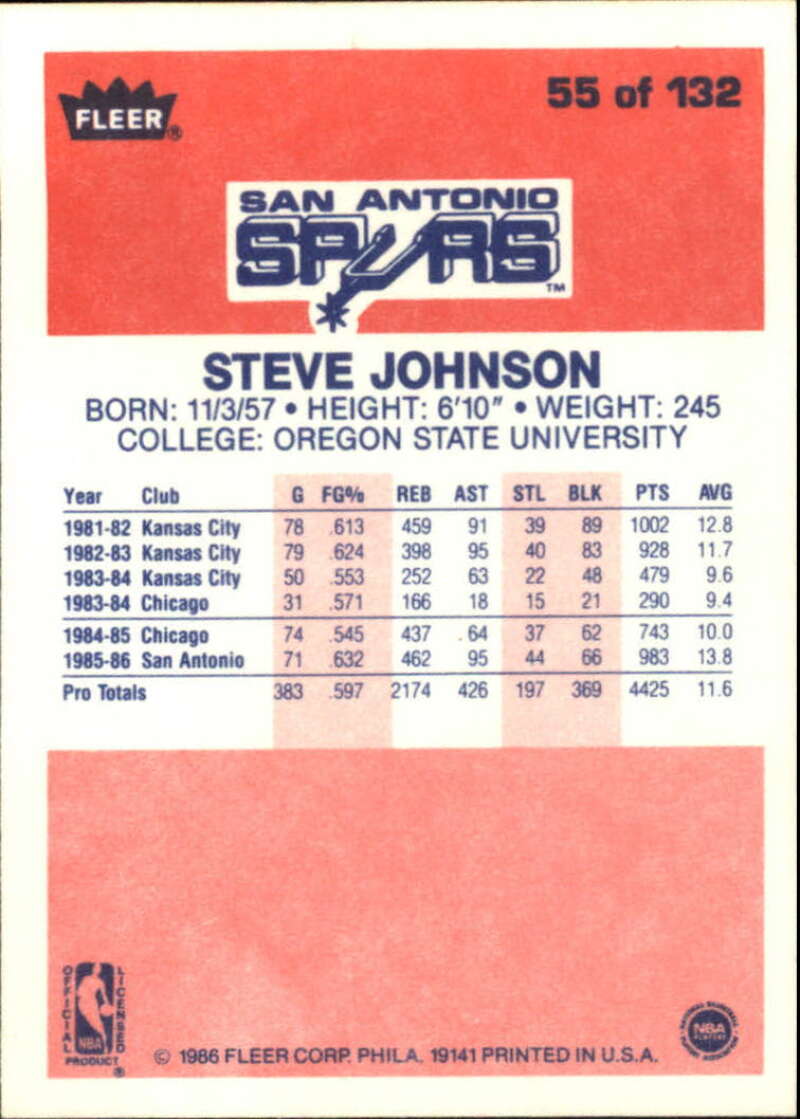 FLEER®
55 of 132
SAN ANTONIO
SPURS
TM
STEVE JOHNSON
BORN: 11/3/57 • HEIGHT: 6'10" • WEIGHT: 245
COLLEGE: OREGON STATE UNIVERSITY
Year Club G FG% REB AST STL BLK PTS AVG
1981-82 Kansas City 78 .613 459 91 39 89 1002 12.8
1982-83 Kansas City 79 .624 398 95 40 83 928 11.7
1983-84 Kansas City 50 .553 252 63 22 48 479 9.6
1983-84 Chicago 31 .571 166 18 15 21 290 9.4
1984-85 Chicago 74 .545 437 64 37 62 743 10.0
1985-86 San Antonio 71 .632 462 95 44 66 983 13.8
Pro Totals 383 .597 2174 426 197 369 4425 11.6
OFFICIAL
LICENSED
NBA
PRODUCT ®
© 1986 FLEER CORP. PHILA. 19141 PRINTED IN U.S.A.
NATIONAL BASKETBALL
NBA
PLAYERS
ASSOCIATION